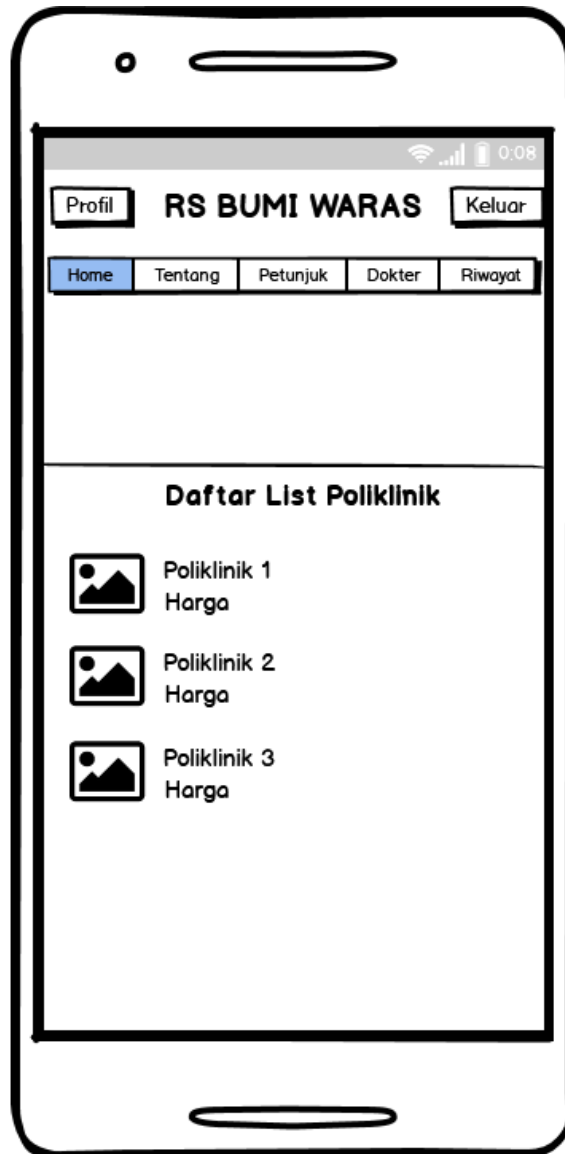 0:08
Profil RS BUMI WARAS Keluar
Home Tentang Petunjuk Dokter Riwayat
Daftar List Poliklinik
Poliklinik 1
Harga
Poliklinik 2
Harga
Poliklinik 3
Harga